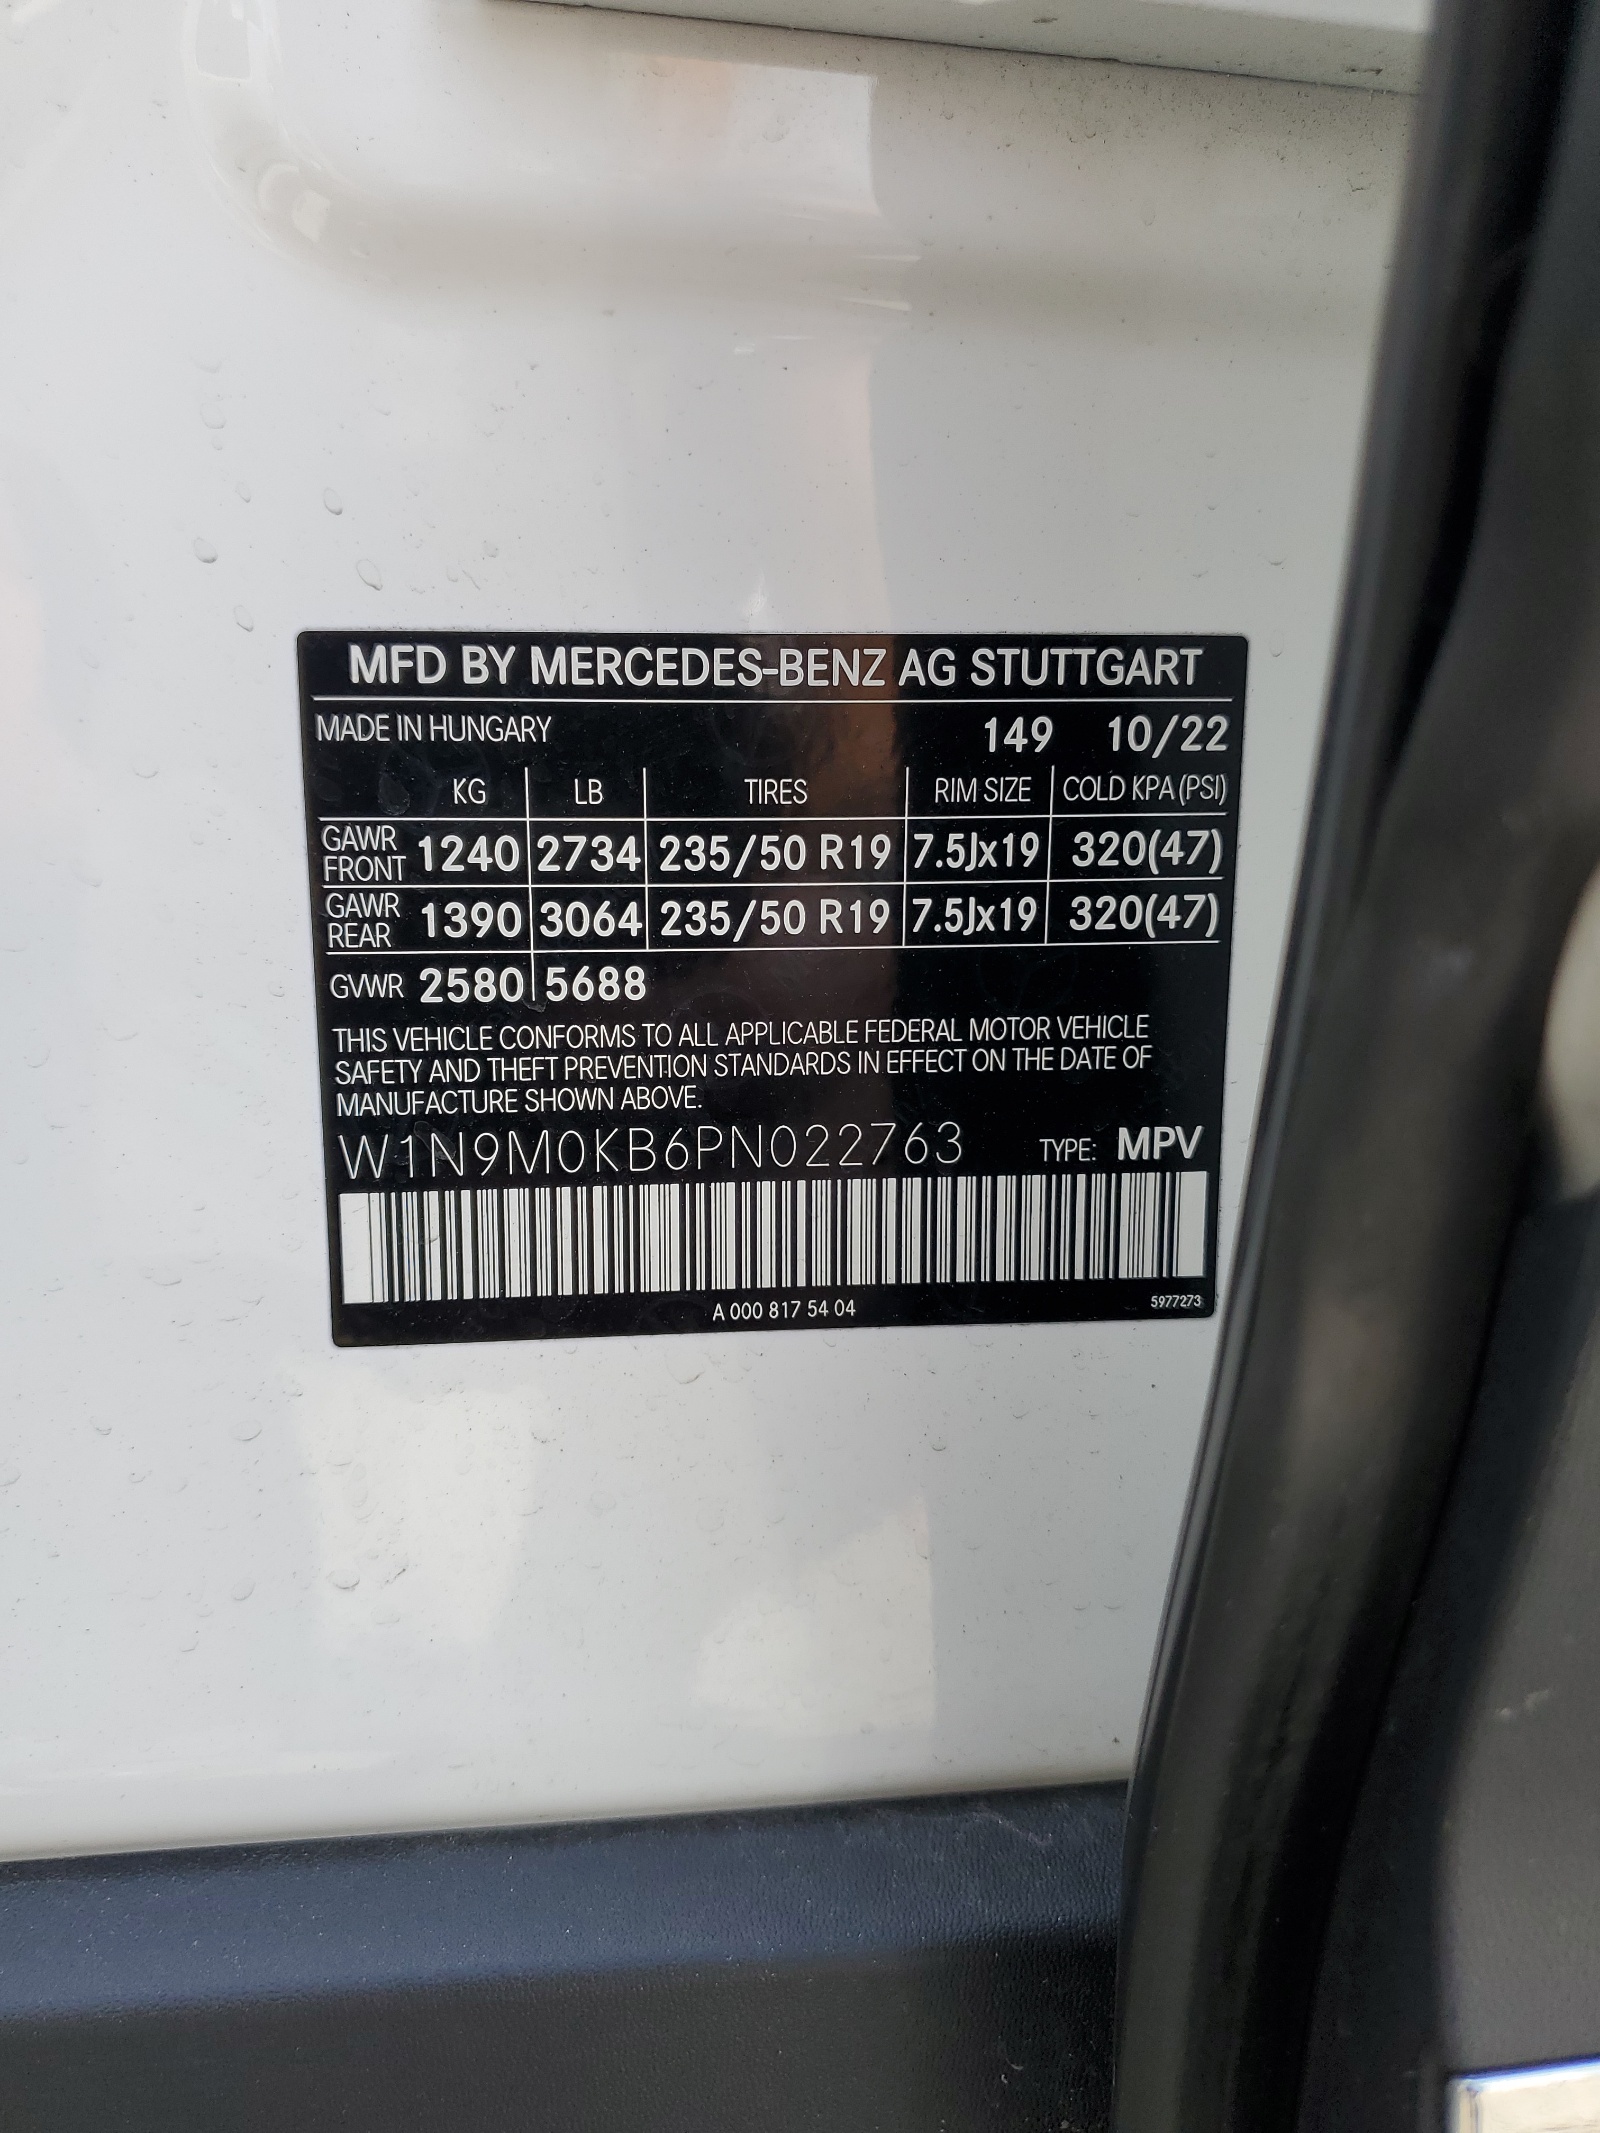 MFD BY MERCEDES-BENZ AG STUTTGART
MADE IN HUNGARY 149 10/22
KG LB TIRES RIM SIZE COLD KPA (PSI)
GAWR FRONT 1240 2734 235/50 R19 7.5Jx19 320(47)
GAWR REAR 1390 3064 235/50 R19 7.5Jx19 320(47)
GVWR 2580 5688
THIS VEHICLE CONFORMS TO ALL APPLICABLE FEDERAL MOTOR VEHICLE
SAFETY AND THEFT PREVENTION STANDARDS IN EFFECT ON THE DATE OF
MANUFACTURE SHOWN ABOVE.
W1N9M0KB6PN022763 TYPE: MPV
A 000 817 54 04 5977273